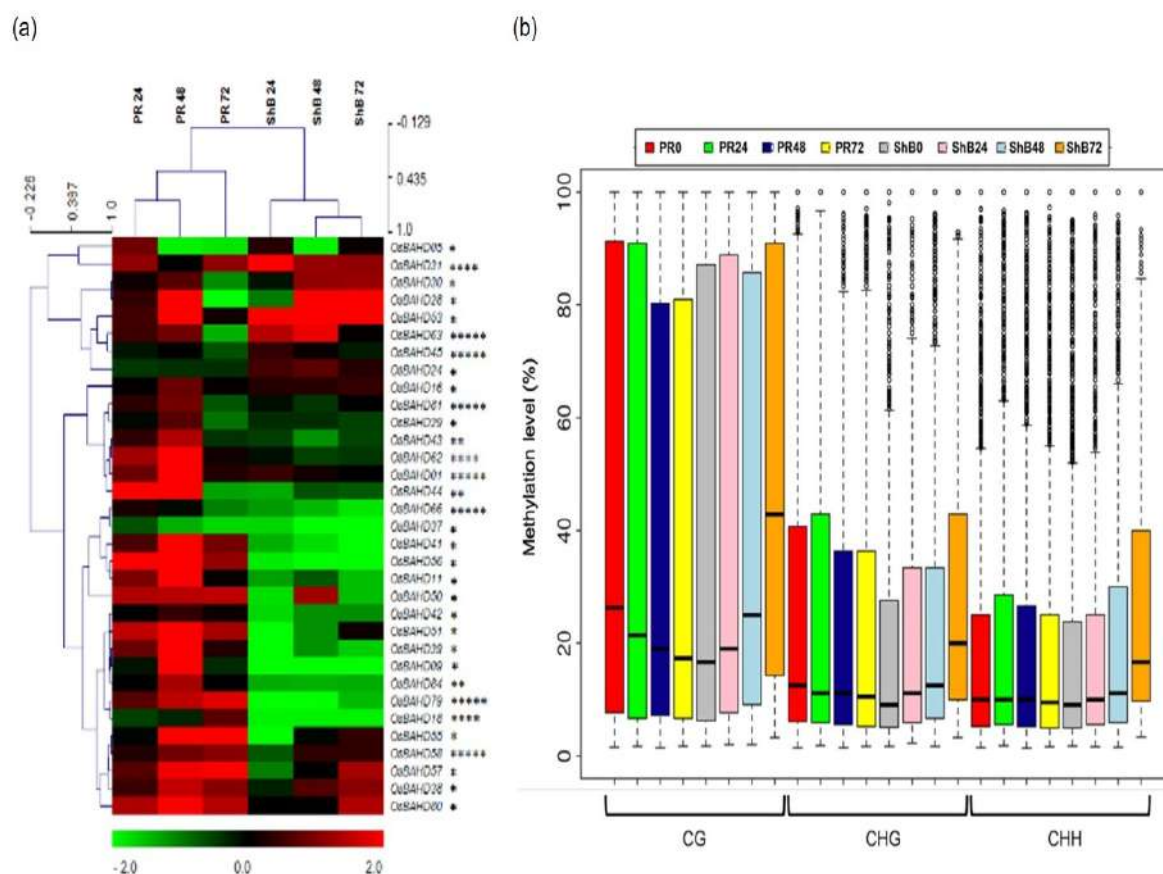 (a)
(b)
PR 24
PR 48
PR 72
ShB 24
ShB 48
ShB 72
-0.129
0.435
1.0
-0.226
0.397
1.0
OsBAHD05 *
OsBAHD31 ****
OsBAHD30 *
OsBAHD28 *
OsBAHD53 *
OsBAHD63 *****
OsBAHD45 *****
OsBAHD24 *
OsBAHD16 *
OsBAHD61 *****
OsBAHD29 *
OsBAHD43 **
OsBAHD62 ****
OsBAHD01 *****
OsBAHD44 **
OsBAHD66 *****
OsBAHD37 *
OsBAHD41 *
OsBAHD56 *
OsBAHD11 *
OsBAHD50 *
OsBAHD42 *
OsBAHD51 *
OsBAHD39 *
OsBAHD09 *
OsBAHD84 **
OsBAHD79 *****
OsBAHD18 ****
OsBAHD55 *
OsBAHD58 *****
OsBAHD57 *
OsBAHD38 *
OsBAHD80 *
-2.0
0.0
2.0
PR0
PR24
PR48
PR72
ShB0
ShB24
ShB48
ShB72
Methylation level (%)
100
80
60
40
20
0
CG
CHG
CHH